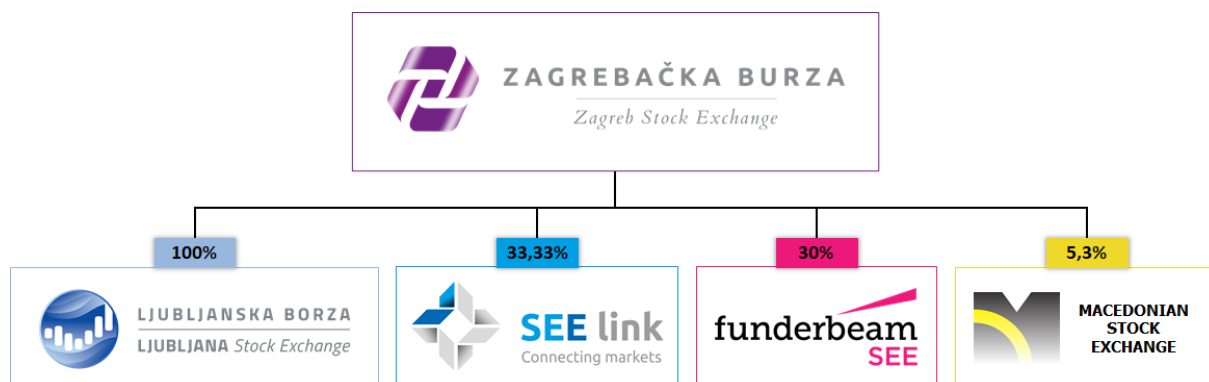 ZAGREBAČKA BURZA
Zagreb Stock Exchange
100%
33,33%
30%
5,3%
LJUBLJANSKA BORZA
LJUBLJANA Stock Exchange
SEE link
Connecting markets
funderbeam
SEE
MACEDONIAN
STOCK
EXCHANGE